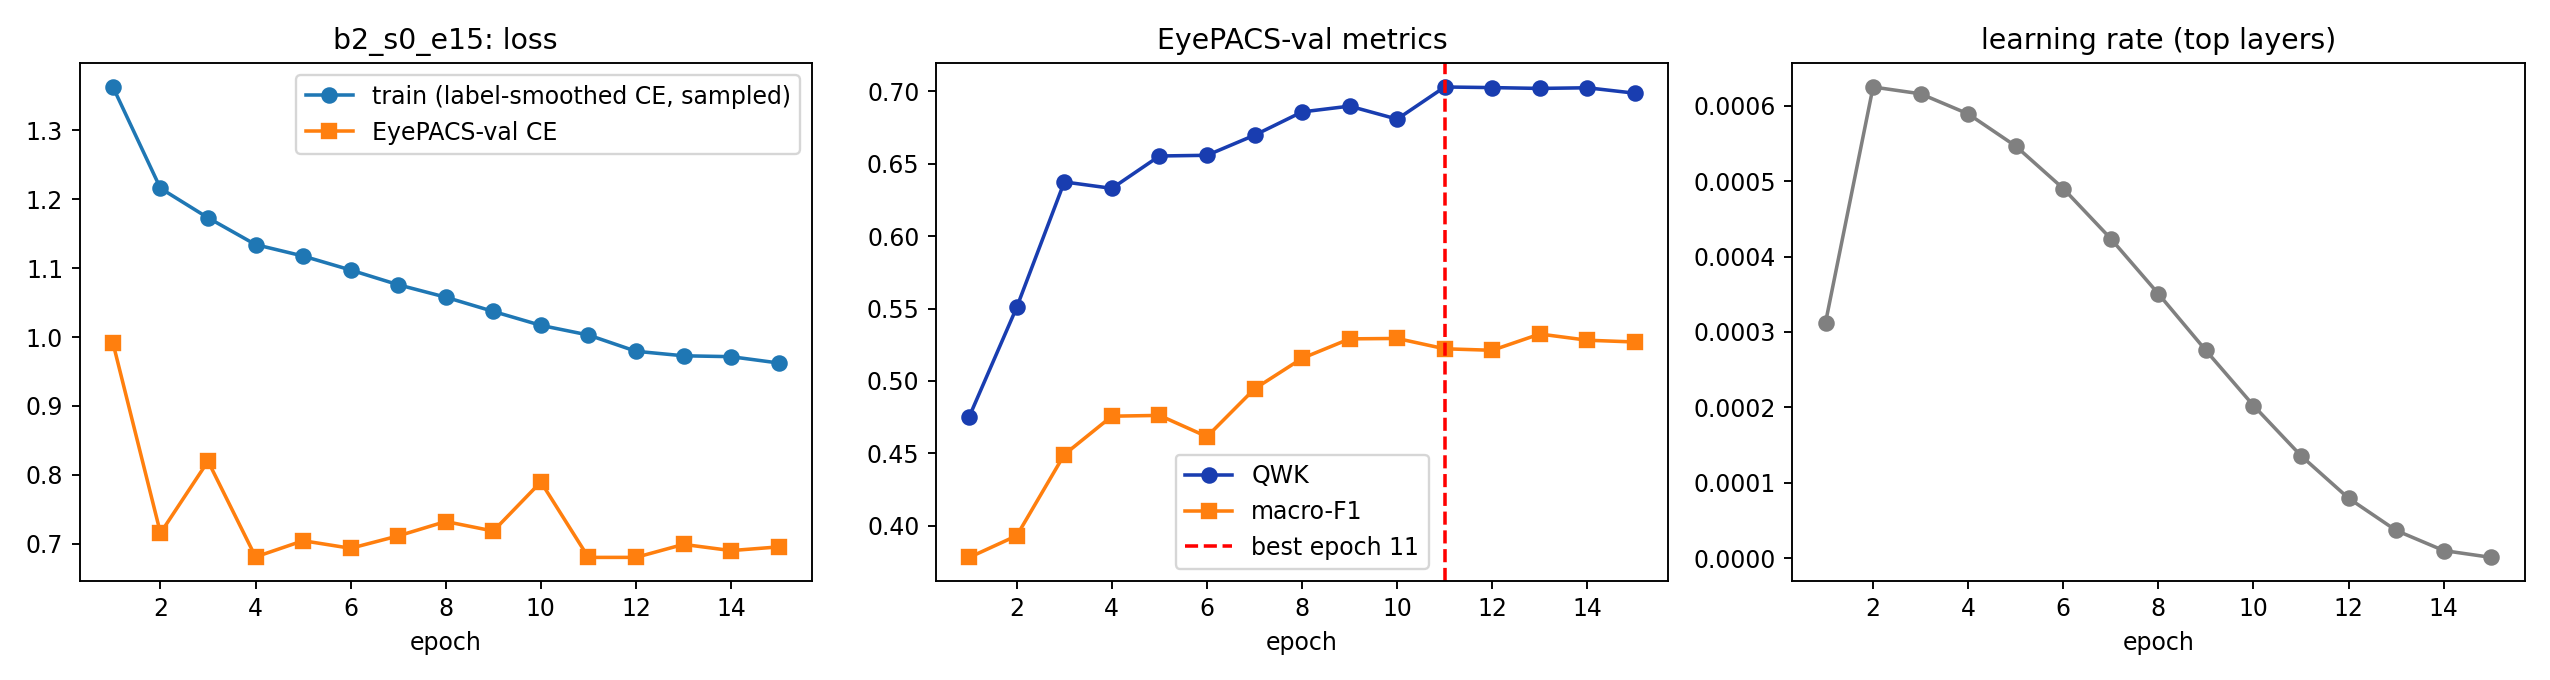 b2_s0_e15: loss
train (label-smoothed CE, sampled)
EyePACS-val CE
1.3
1.2
1.1
1.0
0.9
0.8
0.7
2 4 6 8 10 12 14
epoch
EyePACS-val metrics
0.70
0.65
0.60
0.55
0.50
0.45
0.40
QWK
macro-F1
best epoch 11
2 4 6 8 10 12 14
epoch
learning rate (top layers)
0.0006
0.0005
0.0004
0.0003
0.0002
0.0001
0.0000
2 4 6 8 10 12 14
epoch